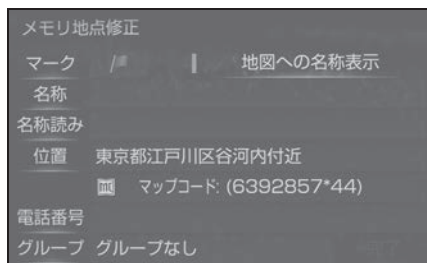 メモリ地点修正
マーク 地図への名称表示
名称
名称読み
位置 東京都江戸川区谷河内付近
マップコード: (6392857*44)
電話番号
グループ グループなし
完了